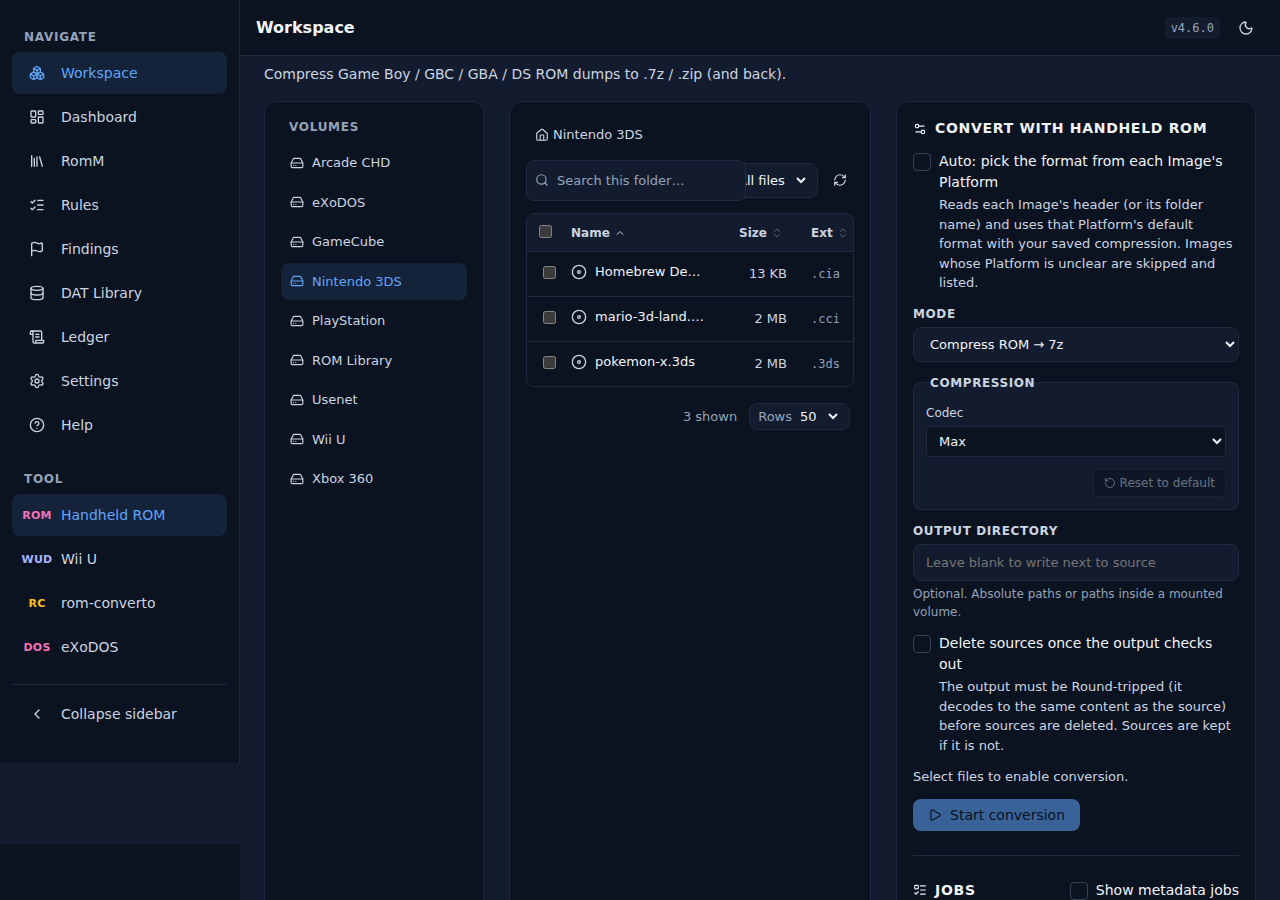 NAVIGATE
Workspace
Dashboard
RomM
Rules
Findings
DAT Library
Ledger
Settings
Help
TOOL
ROM Handheld ROM
WUD Wii U
RC rom-converto
DOS eXoDOS
Collapse sidebar
Workspace
v4.6.0
Compress Game Boy / GBC / GBA / DS ROM dumps to .7z / .zip (and back).
VOLUMES
Arcade CHD
eXoDOS
GameCube
Nintendo 3DS
PlayStation
ROM Library
Usenet
Wii U
Xbox 360
Nintendo 3DS
Search this folder… ll files
Name Size Ext
Homebrew De… 13 KB .cia
mario-3d-land.… 2 MB .cci
pokemon-x.3ds 2 MB .3ds
3 shown Rows 50
CONVERT WITH HANDHELD ROM
Auto: pick the format from each Image's
Platform
Reads each Image's header (or its folder
name) and uses that Platform's default
format with your saved compression. Images
whose Platform is unclear are skipped and
listed.
MODE
Compress ROM → 7z
COMPRESSION
Codec
Max
Reset to default
OUTPUT DIRECTORY
Leave blank to write next to source
Optional. Absolute paths or paths inside a mounted
volume.
Delete sources once the output checks
out
The output must be Round-tripped (it
decodes to the same content as the source)
before sources are deleted. Sources are kept
if it is not.
Select files to enable conversion.
Start conversion
JOBS Show metadata jobs